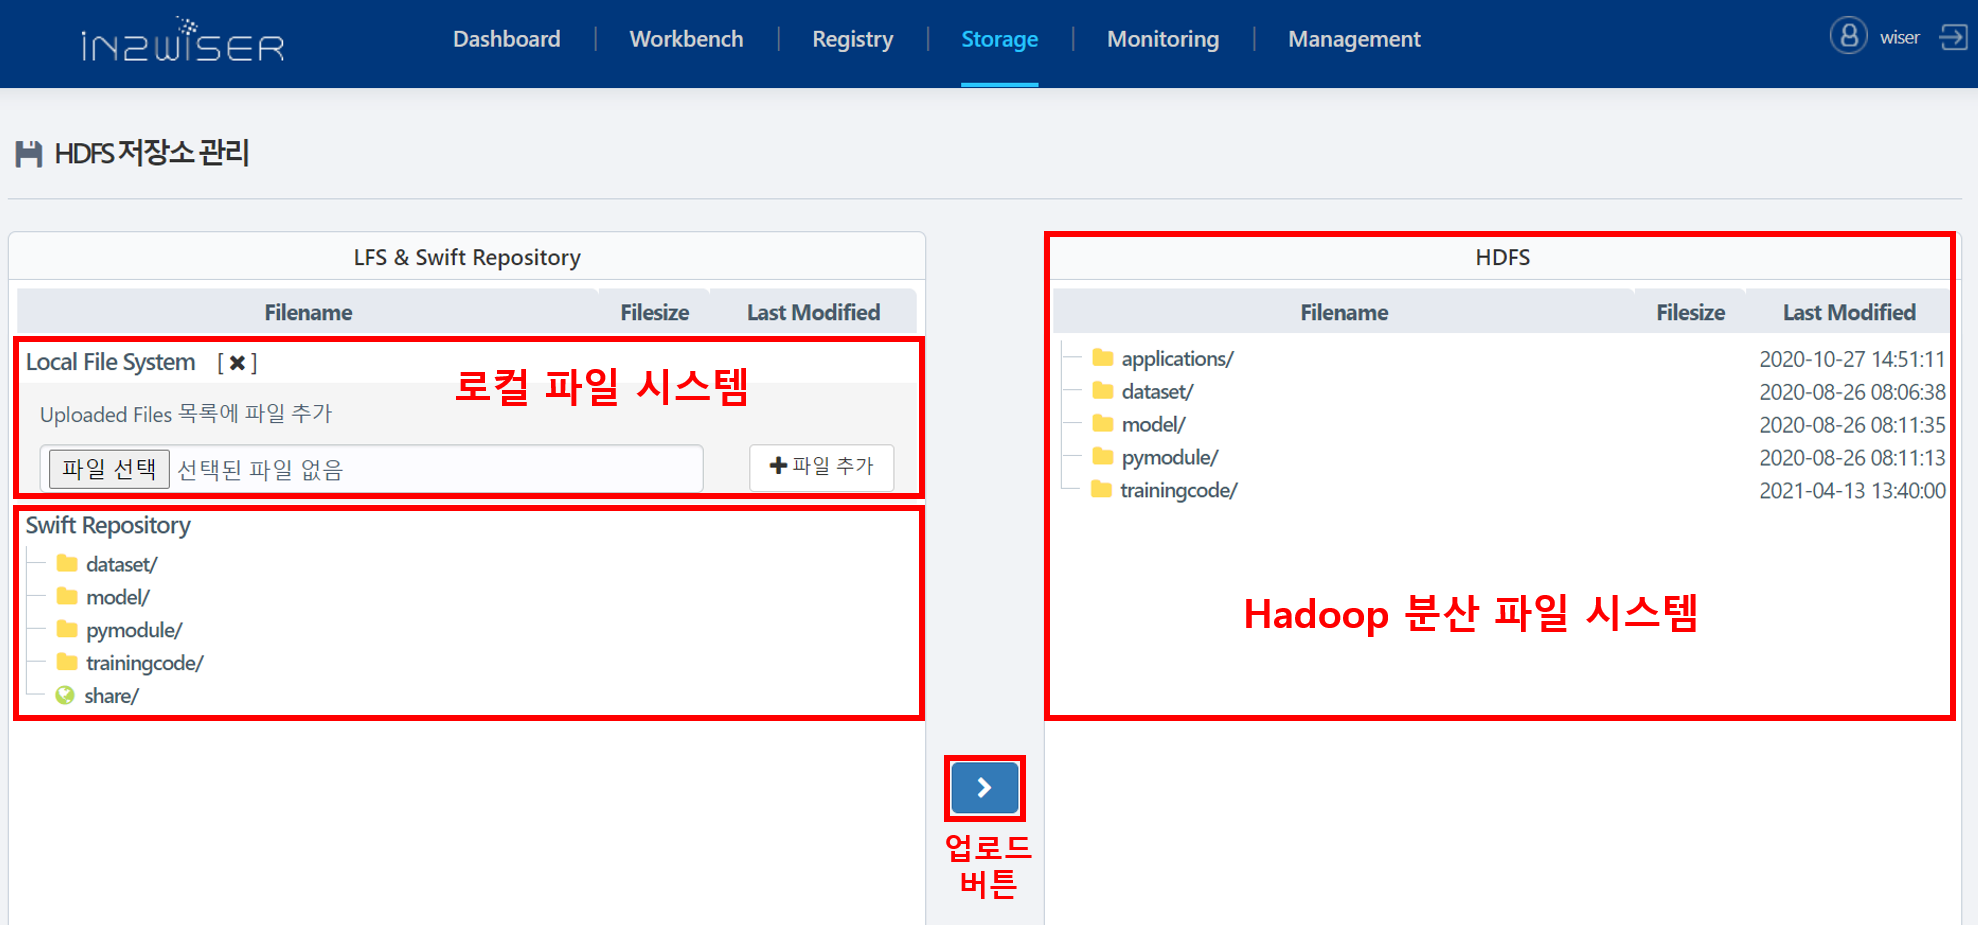 iN2WiSER
Dashboard | Workbench | Registry | Storage | Monitoring | Management
wiser
HDFS 저장소 관리
LFS & Swift Repository
Filename Filesize Last Modified
Local File System [✖]
로컬 파일 시스템
Uploaded Files 목록에 파일 추가
파일 선택 선택된 파일 없음
✚ 파일 추가
Swift Repository
dataset/
model/
pymodule/
trainingcode/
share/
업로드
버튼
HDFS
Filename Filesize Last Modified
applications/ 2020-10-27 14:51:11
dataset/ 2020-08-26 08:06:38
model/ 2020-08-26 08:11:35
pymodule/ 2020-08-26 08:11:13
trainingcode/ 2021-04-13 13:40:00
Hadoop 분산 파일 시스템